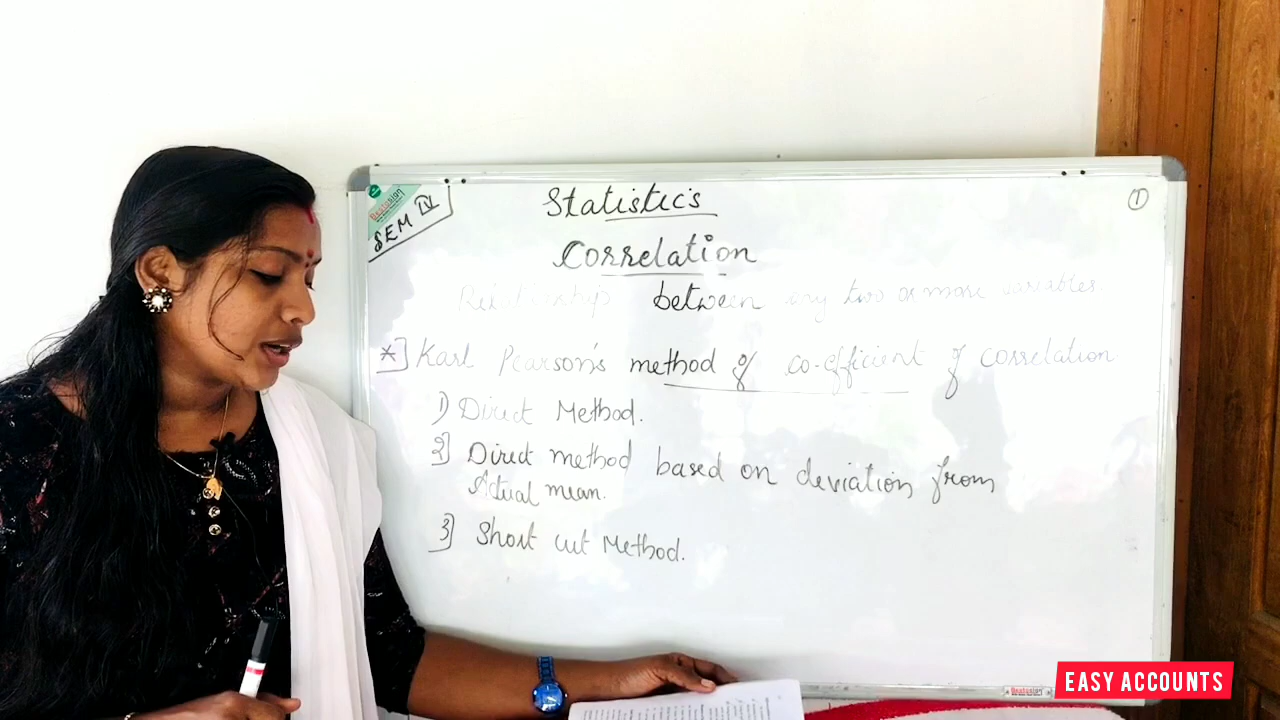 SEM IV
Statistics
1
Correlation
Relationship between any two or more variables
*] Karl Pearson's method of co-efficient of correlation
1) Direct Method.
2] Direct method based on deviation from
Actual mean.
3] Short cut Method.
EASY ACCOUNTS